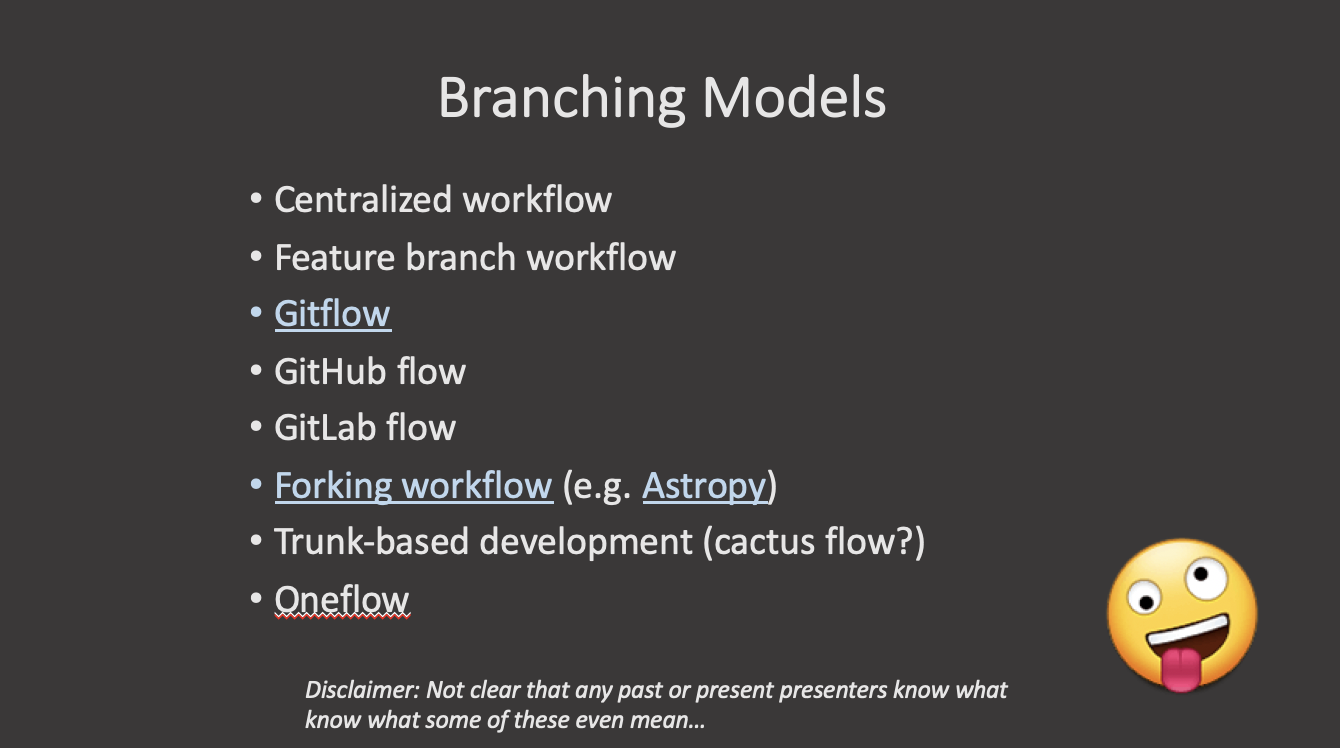 Branching Models
• Centralized workflow
• Feature branch workflow
• Gitflow
• GitHub flow
• GitLab flow
• Forking workflow (e.g. Astropy)
• Trunk-based development (cactus flow?)
• Oneflow
Disclaimer: Not clear that any past or present presenters know what
know what some of these even mean...